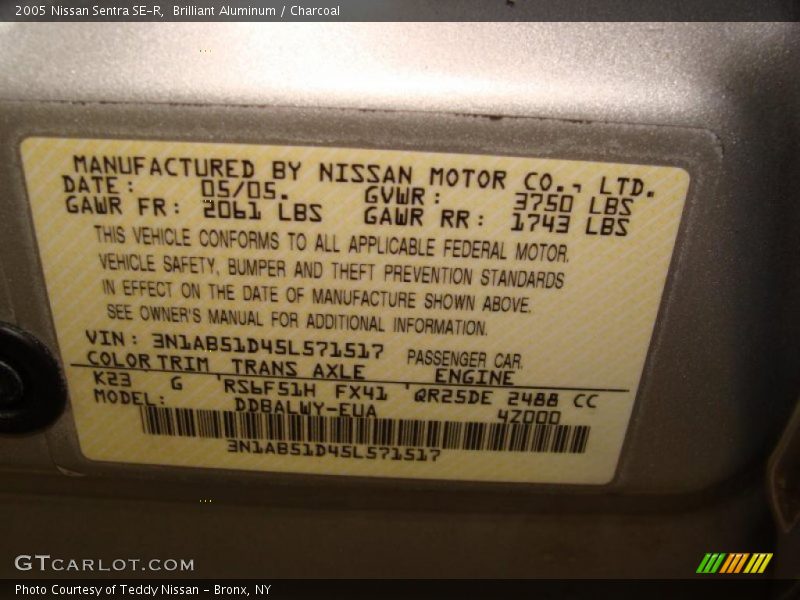 2005 Nissan Sentra SE-R, Brilliant Aluminum / Charcoal
MANUFACTURED BY NISSAN MOTOR CO., LTD.
DATE: 05/05. GVWR: 3750 LBS
GAWR FR: 2061 LBS GAWR RR: 1743 LBS
THIS VEHICLE CONFORMS TO ALL APPLICABLE FEDERAL MOTOR.
VEHICLE SAFETY, BUMPER AND THEFT PREVENTION STANDARDS
IN EFFECT ON THE DATE OF MANUFACTURE SHOWN ABOVE.
SEE OWNER'S MANUAL FOR ADDITIONAL INFORMATION.
VIN: 3N1AB51D45L571517 PASSENGER CAR.
COLOR TRIM TRANS AXLE ENGINE
K23 G 'RS6F51H FX41 'QR25DE 2488 CC
MODEL: DDBALWY-EUA 4Z000
3N1AB51D45L571517
GTCARLOT.COM
Photo Courtesy of Teddy Nissan - Bronx, NY